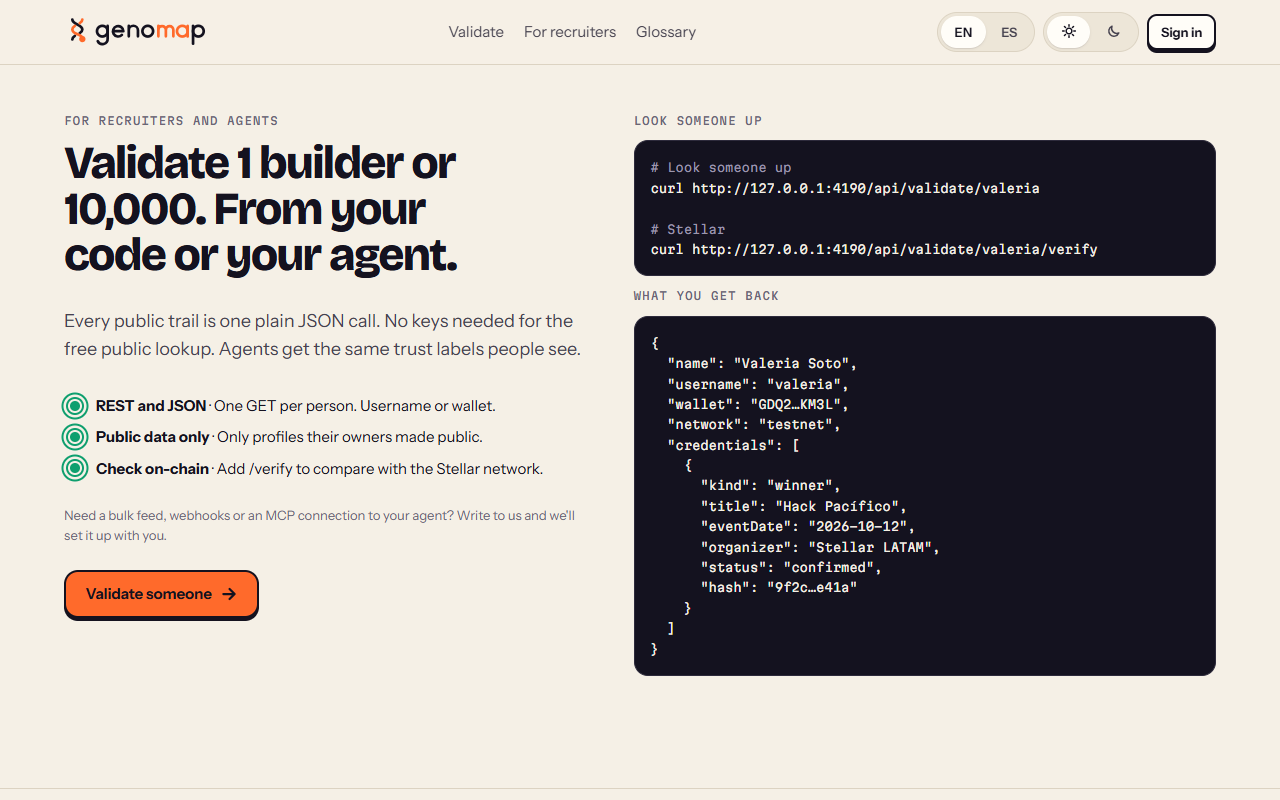 genomap
Validate
For recruiters
Glossary
EN
ES
Sign in
FOR RECRUITERS AND AGENTS
Validate 1 builder or
10,000. From your
code or your agent.
Every public trail is one plain JSON call. No keys needed for the
free public lookup. Agents get the same trust labels people see.
REST and JSON · One GET per person. Username or wallet.
Public data only · Only profiles their owners made public.
Check on-chain · Add /verify to compare with the Stellar network.
Need a bulk feed, webhooks or an MCP connection to your agent? Write to us and we'll
set it up with you.
Validate someone →
LOOK SOMEONE UP
# Look someone up
curl http://127.0.0.1:4190/api/validate/valeria
# Stellar
curl http://127.0.0.1:4190/api/validate/valeria/verify
WHAT YOU GET BACK
{
  "name": "Valeria Soto",
  "username": "valeria",
  "wallet": "GDQ2…KM3L",
  "network": "testnet",
  "credentials": [
    {
      "kind": "winner",
      "title": "Hack Pacífico",
      "eventDate": "2026-10-12",
      "organizer": "Stellar LATAM",
      "status": "confirmed",
      "hash": "9f2c…e41a"
    }
  ]
}